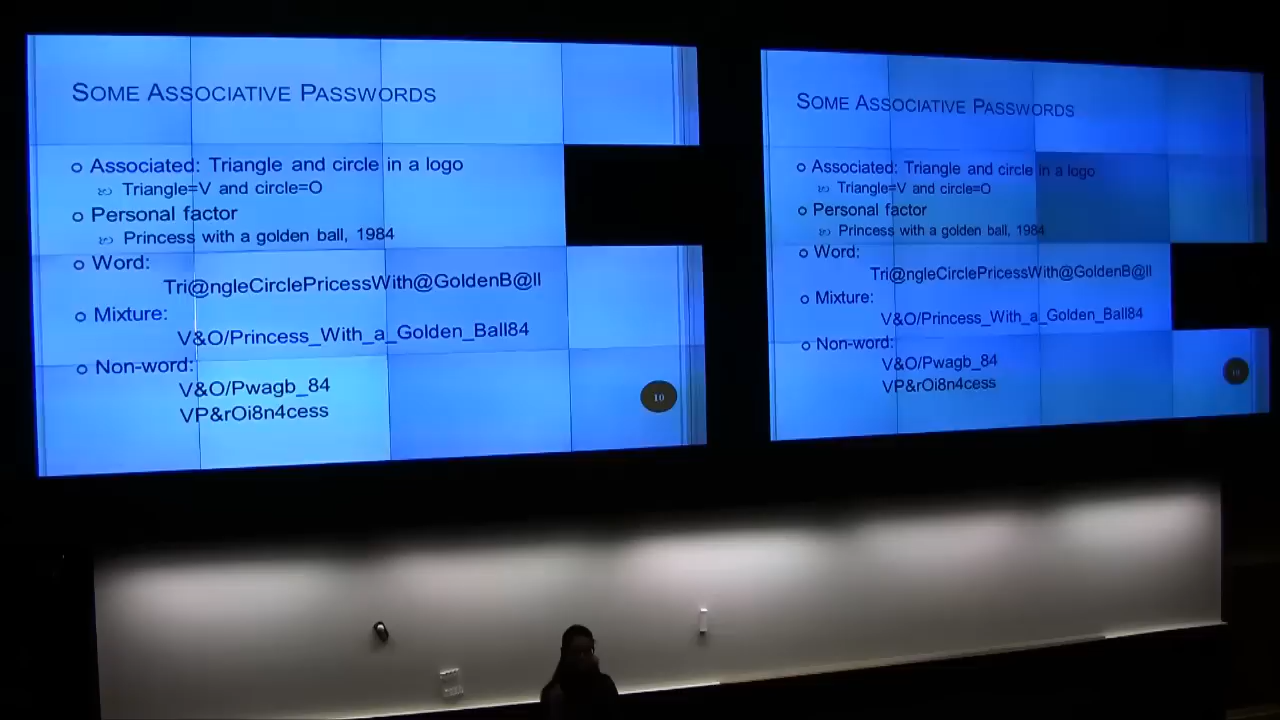 SOME ASSOCIATIVE PASSWORDS
Associated: Triangle and circle in a logo
Triangle=V and circle=O
Personal factor
Princess with a golden ball, 1984
Word:
Tri@ngleCirclePricessWith@GoldenB@ll
Mixture:
V&O/Princess_With_a_Golden_Ball84
Non-word:
V&O/Pwagb_84
VP&rOi8n4cess
10
SOME ASSOCIATIVE PASSWORDS
Associated: Triangle and circle in a logo
Triangle=V and circle=O
Personal factor
Princess with a golden ball, 1984
Word:
Tri@ngleCirclePricessWith@GoldenB@ll
Mixture:
V&O/Princess_With_a_Golden_Ball84
Non-word:
V&O/Pwagb_84
VP&rOi8n4cess
10